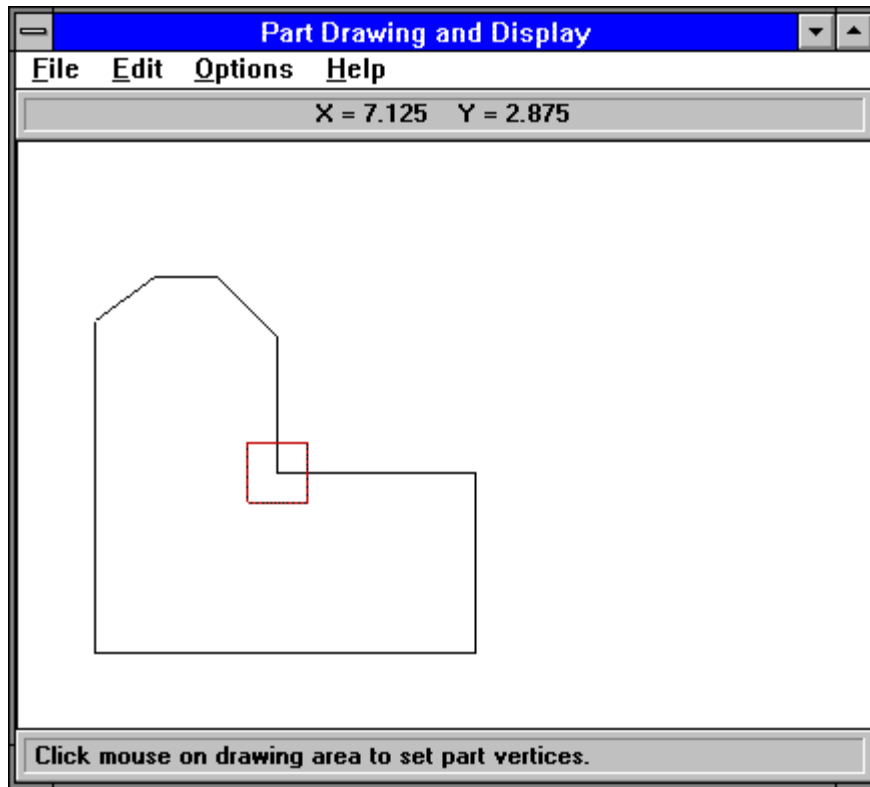 Part Drawing and Display
File Edit Options Help
X = 7.125 Y = 2.875
Click mouse on drawing area to set part vertices.